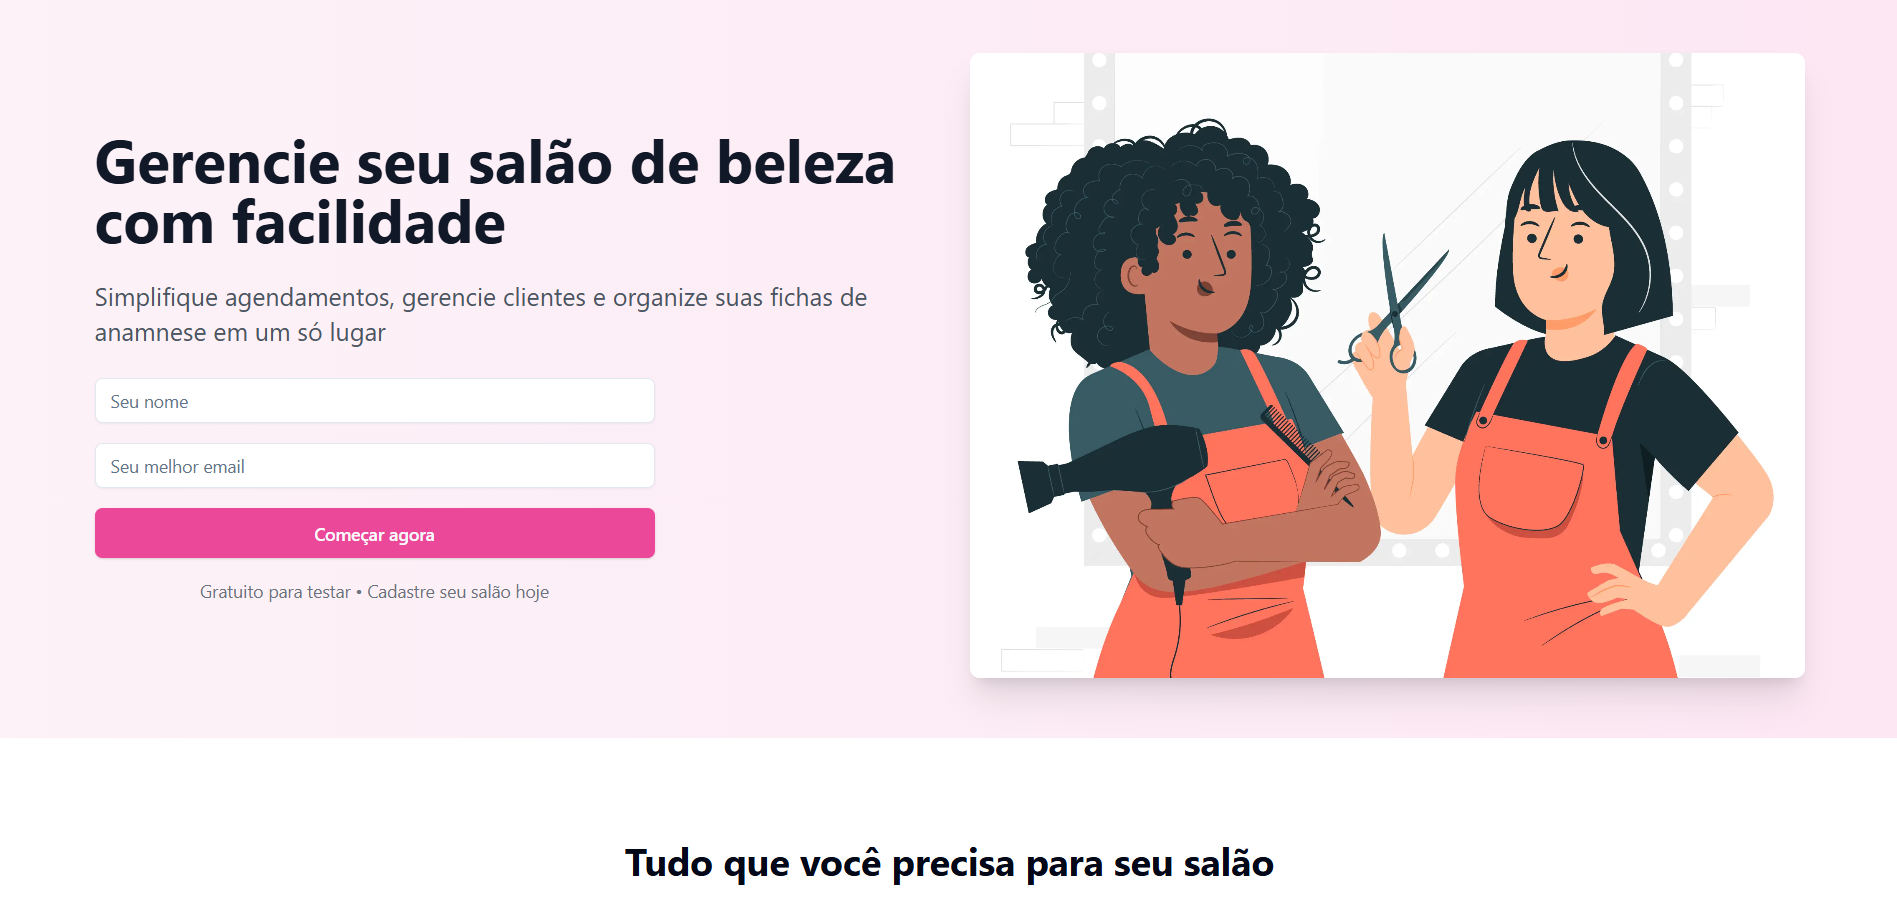 Gerencie seu salão de beleza
com facilidade
Simplifique agendamentos, gerencie clientes e organize suas fichas de
anamnese em um só lugar
Seu nome
Seu melhor email
Começar agora
Gratuito para testar • Cadastre seu salão hoje
Tudo que você precisa para seu salão